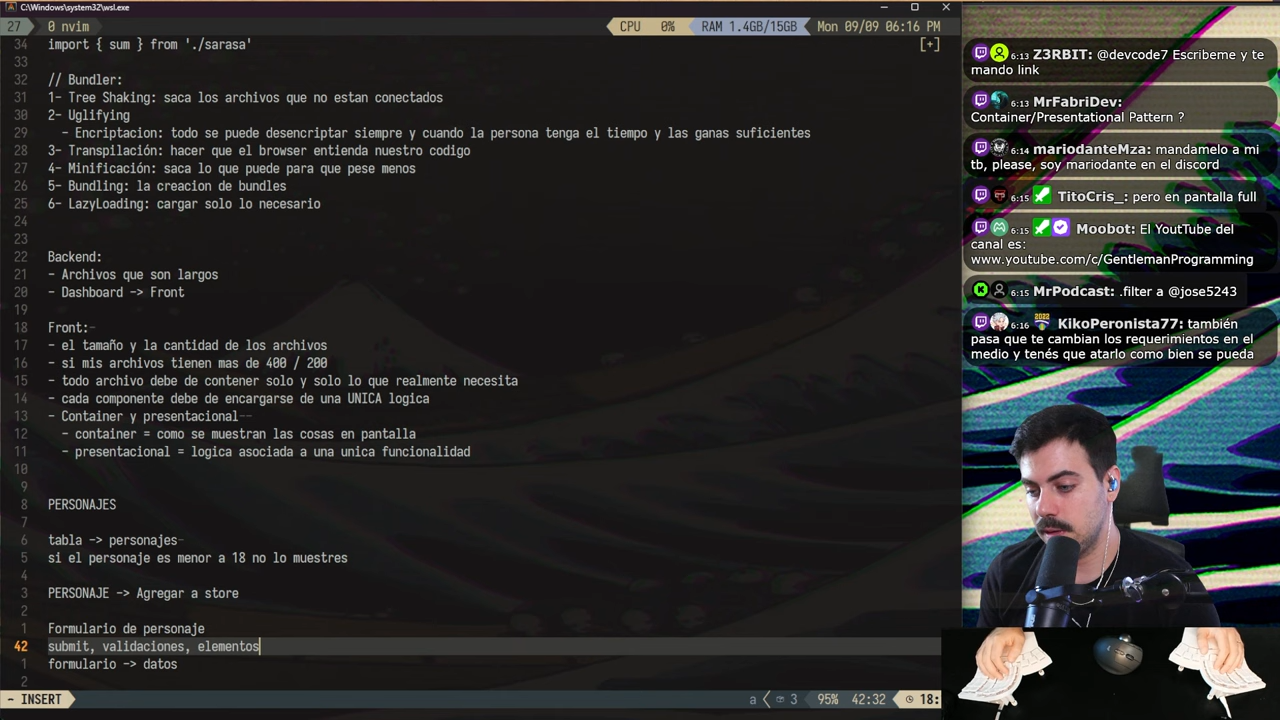 C:\Windows\system32\wsl.exe
27 0 nvim CPU 0% RAM 1.4GB/15GB Mon 09/09 06:16 PM
34 import { sum } from './sarasa' [+]
33
32 // Bundler:
31 1- Tree Shaking: saca los archivos que no estan conectados
30 2- Uglifying
29 - Encriptacion: todo se puede desencriptar siempre y cuando la persona tenga el tiempo y las ganas suficientes
28 3- Transpilación: hacer que el browser entienda nuestro codigo
27 4- Minificación: saca lo que puede para que pese menos
26 5- Bundling: la creacion de bundles
25 6- LazyLoading: cargar solo lo necesario
24
23
22 Backend:
21 - Archivos que son largos
20 - Dashboard -> Front
19
18 Front:-
17 - el tamaño y la cantidad de los archivos
16 - si mis archivos tienen mas de 400 / 200
15 - todo archivo debe de contener solo y solo lo que realmente necesita
14 - cada componente debe de encargarse de una UNICA logica
13 - Container y presentacional--
12 - container = como se muestran las cosas en pantalla
11 - presentacional = logica asociada a una unica funcionalidad
10
9
8 PERSONAJES
7
6 tabla -> personajes-
5 si el personaje es menor a 18 no lo muestres
4
3 PERSONAJE -> Agregar a store
2
1 Formulario de personaje
42 submit, validaciones, elementos
1 formulario -> datos
2
- INSERT a 3 95% 42:32 18:
6:13 Z3RBIT: @devcode7 Escribeme y te
mando link
6:13 MrFabriDev:
Container/Presentational Pattern ?
6:14 mariodanteMza: mandamelo a mi
tb, please, soy mariodante en el discord
6:15 TitoCris_: pero en pantalla full
6:15 Moobot: El YouTube del
canal es:
www.youtube.com/c/GentlemanProgramming
6:15 MrPodcast: .filter a @jose5243
6:16 2022 KikoPeronista77: también
pasa que te cambian los requerimientos en el
medio y tenés que atarlo como bien se pueda